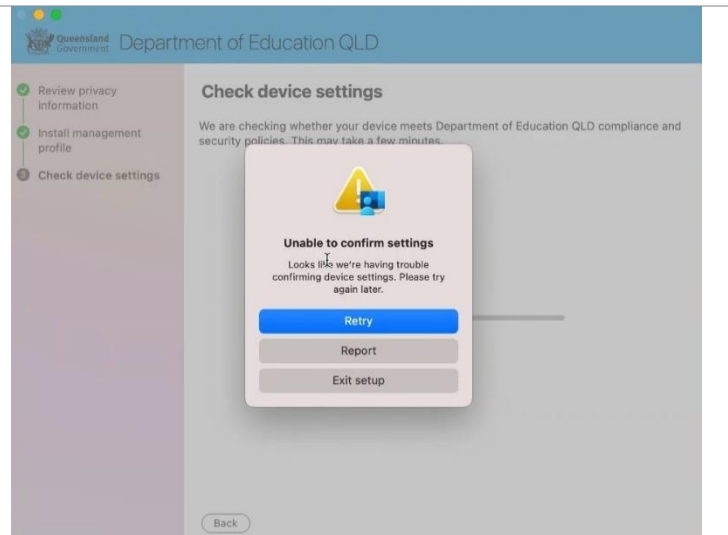 Queensland
Government
Department of Education QLD
Review privacy
information
Install management
profile
3 Check device settings
Check device settings
We are checking whether your device meets Department of Education QLD compliance and
security policies. This may take a few minutes.
Unable to confirm settings
Looks like we're having trouble
confirming device settings. Please try
again later.
Retry
Report
Exit setup
Back